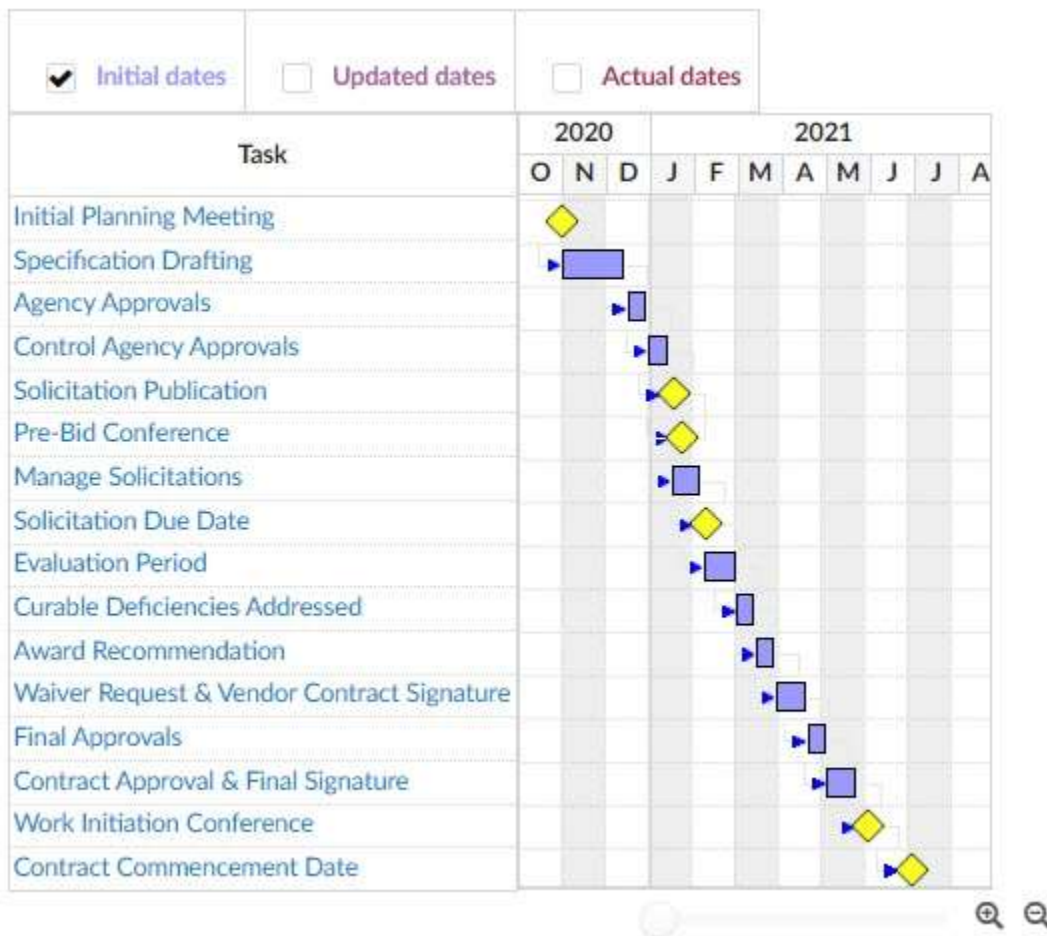 Initial dates Updated dates Actual dates
Task
2020 2021
O N D J F M A M J J A
Initial Planning Meeting
Specification Drafting
Agency Approvals
Control Agency Approvals
Solicitation Publication
Pre-Bid Conference
Manage Solicitations
Solicitation Due Date
Evaluation Period
Curable Deficiencies Addressed
Award Recommendation
Waiver Request & Vendor Contract Signature
Final Approvals
Contract Approval & Final Signature
Work Initiation Conference
Contract Commencement Date